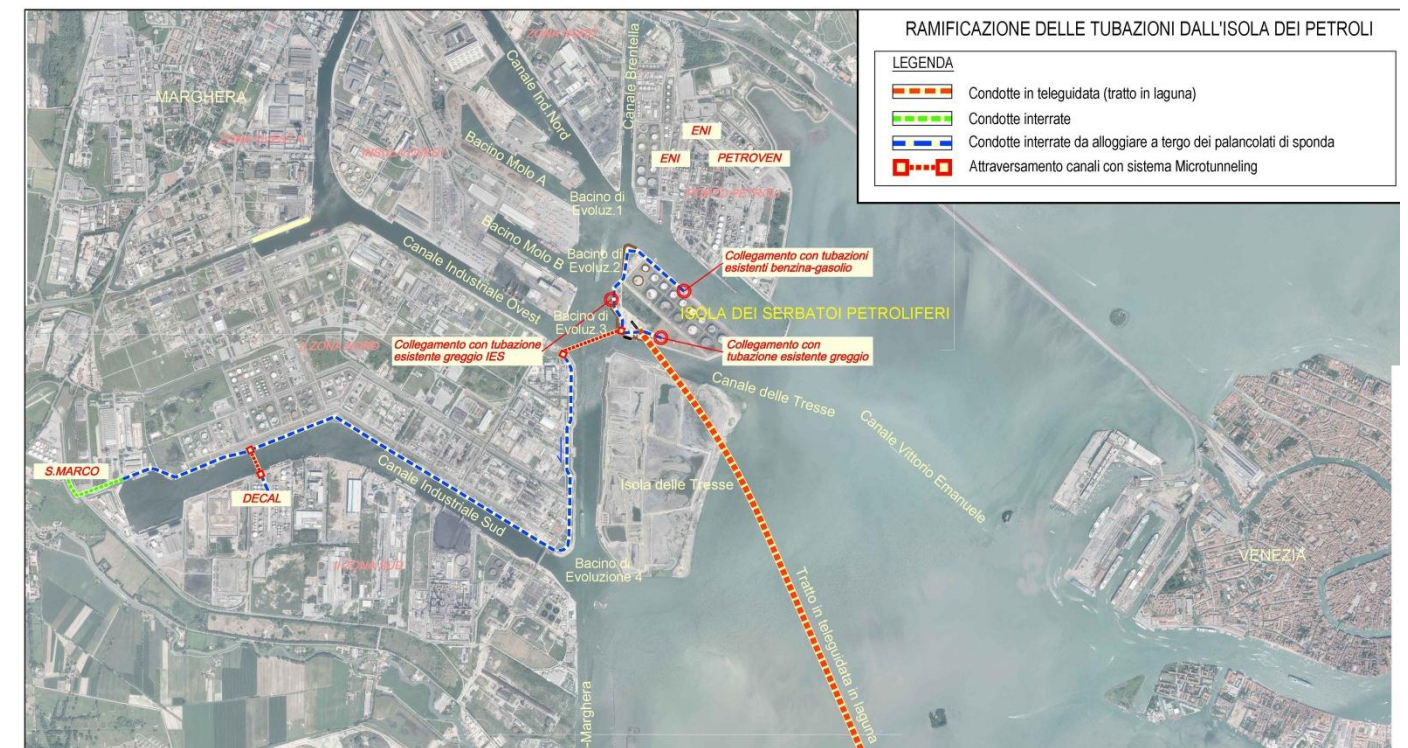 RAMIFICAZIONE DELLE TUBAZIONI DALL'ISOLA DEI PETROLI
LEGENDA
Condotte in teleguidata (tratto in laguna)
Condotte interrate
Condotte interrate da alloggiare a tergo dei palancolati di sponda
Attraversamento canali con sistema Microtunneling
MARGHERA
Canale Ind Nord
Canale Brentella
Bacino Molo A
ENI
ENI
PETROVEN
Bacino di
Evoluz.1
Bacino Molo B
Bacino di
Evoluz.2
Canale Industriale Ovest
Collegamento con tubazioni
esistenti benzina-gasolio
ISOLA DEI SERBATOI PETROLIFERI
Bacino di
Evoluz.3
Collegamento con tubazione
esistente greggio IES
Collegamento con
tubazione esistente greggio
Canale delle Tresse
Canale Vittorio Emanuele
S.MARCO
DECAL
Canale Industriale Sud
Isola delle Tresse
VENEZIA
II ZONA SUD
Bacino di
Evoluzione 4
Tratto in teleguidata in laguna
-Marghera